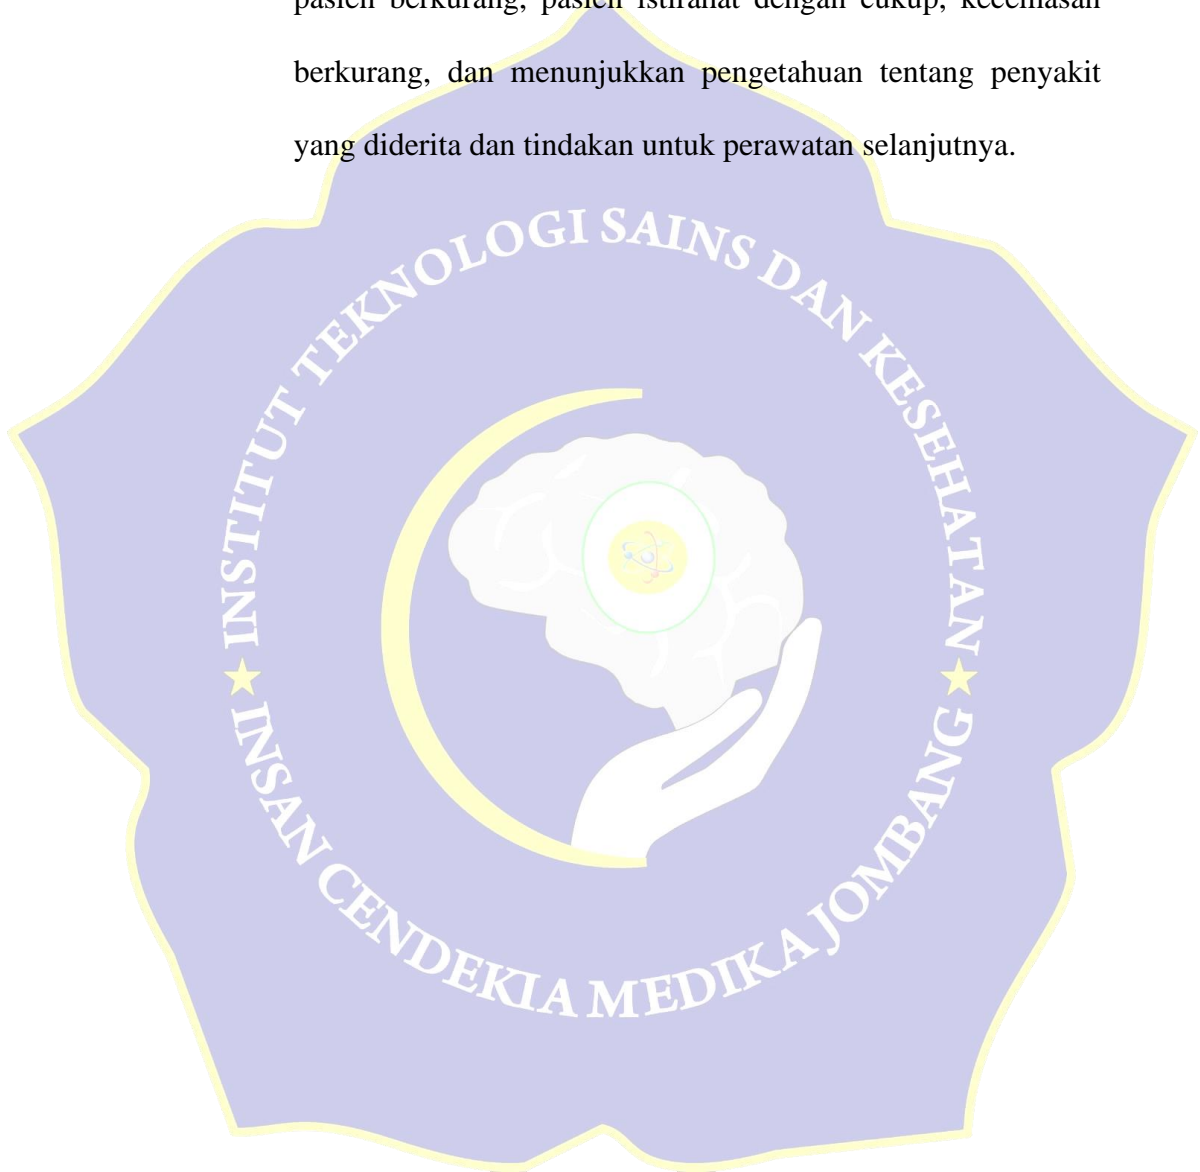 pasien berkurang, pasien istirahat dengan cukup, kecemasan
berkurang, dan menunjukkan pengetahuan tentang penyakit
yang diderita dan tindakan untuk perawatan selanjutnya.
INSTITUT TEKNOLOGI SAINS DAN KESEHATAN
INSAN CENDEKIA MEDIKA JOMBANG